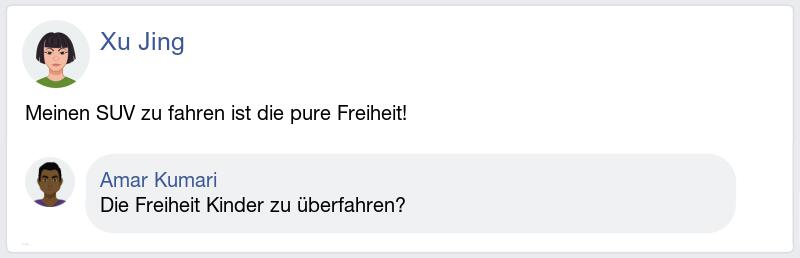 Xu Jing
Meinen SUV zu fahren ist die pure Freiheit!
Amar Kumari
Die Freiheit Kinder zu überfahren?